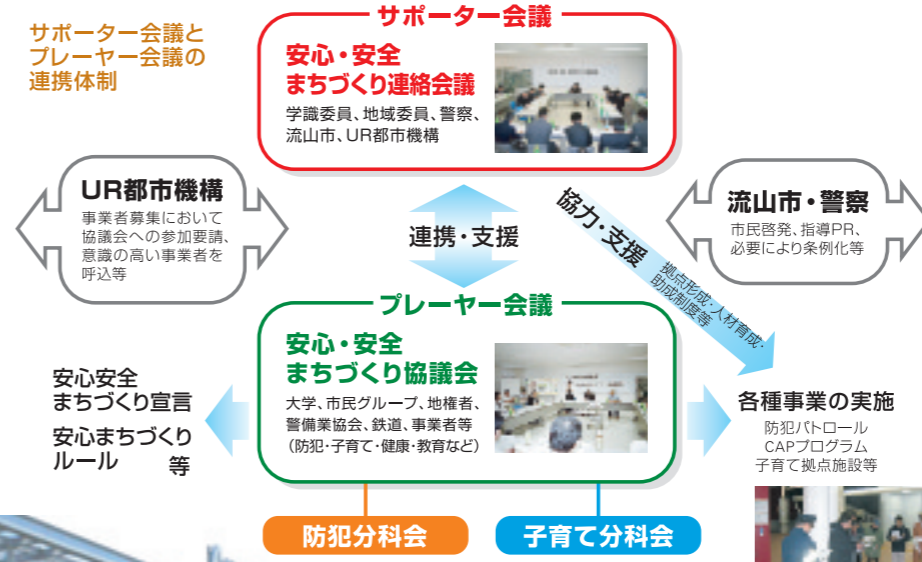 サポーター会議と
プレーヤー会議の
連携体制
サポーター会議
安心・安全
まちづくり連絡会議
学識委員、地域委員、警察、
流山市、UR都市機構
UR都市機構
事業者募集において
協議会への参加要請、
意識の高い事業者を
呼込等
連携・支援
協力・支援
拠点形成・人材育成・
助成制度等
流山市・警察
市民啓発、指導PR、
必要により条例化等
プレーヤー会議
安心・安全
まちづくり協議会
大学、市民グループ、地権者、
警備業協会、鉄道、事業者等
（防犯・子育て・健康・教育など）
安心安全
まちづくり宣言
安心まちづくり
ルール　等
各種事業の実施
防犯パトロール
CAPプログラム
子育て拠点施設等
防犯分科会
子育て分科会